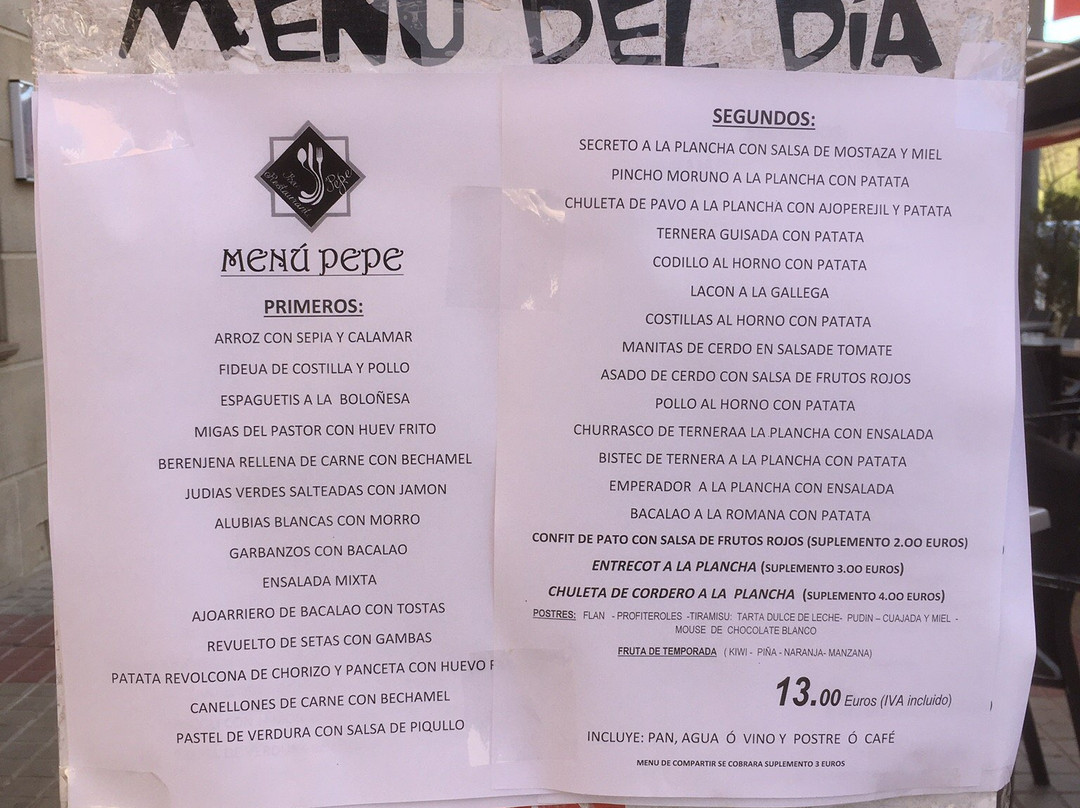 MENÚ DEL DÍA
Bar
Restaurant Pepe
MENÚ PEPE
PRIMEROS:
ARROZ CON SEPIA Y CALAMAR
FIDEUA DE COSTILLA Y POLLO
ESPAGUETIS A LA BOLOÑESA
MIGAS DEL PASTOR CON HUEV FRITO
BERENJENA RELLENA DE CARNE CON BECHAMEL
JUDIAS VERDES SALTEADAS CON JAMON
ALUBIAS BLANCAS CON MORRO
GARBANZOS CON BACALAO
ENSALADA MIXTA
AJOARRIERO DE BACALAO CON TOSTAS
REVUELTO DE SETAS CON GAMBAS
PATATA REVOLCONA DE CHORIZO Y PANCETA CON HUEVO F
CANELLONES DE CARNE CON BECHAMEL
PASTEL DE VERDURA CON SALSA DE PIQULLO
SEGUNDOS:
SECRETO A LA PLANCHA CON SALSA DE MOSTAZA Y MIEL
PINCHO MORUNO A LA PLANCHA CON PATATA
CHULETA DE PAVO A LA PLANCHA CON AJOPEREJIL Y PATATA
TERNERA GUISADA CON PATATA
CODILLO AL HORNO CON PATATA
LACON A LA GALLEGA
COSTILLAS AL HORNO CON PATATA
MANITAS DE CERDO EN SALSADE TOMATE
ASADO DE CERDO CON SALSA DE FRUTOS ROJOS
POLLO AL HORNO CON PATATA
CHURRASCO DE TERNERAA LA PLANCHA CON ENSALADA
BISTEC DE TERNERA A LA PLANCHA CON PATATA
EMPERADOR A LA PLANCHA CON ENSALADA
BACALAO A LA ROMANA CON PATATA
CONFIT DE PATO CON SALSA DE FRUTOS ROJOS (SUPLEMENTO 2.OO EUROS)
ENTRECOT A LA PLANCHA (SUPLEMENTO 3.OO EUROS)
CHULETA DE CORDERO A LA PLANCHA (SUPLEMENTO 4.OO EUROS)
POSTRES: FLAN - PROFITEROLES -TIRAMISU: TARTA DULCE DE LECHE- PUDIN – CUAJADA Y MIEL -
MOUSE DE CHOCOLATE BLANCO
FRUTA DE TEMPORADA ( KIWI - PIÑA - NARANJA- MANZANA)
13.00 Euros (IVA incluido)
INCLUYE: PAN, AGUA Ó VINO Y POSTRE Ó CAFÉ
MENU DE COMPARTIR SE COBRARA SUPLEMENTO 3 EUROS